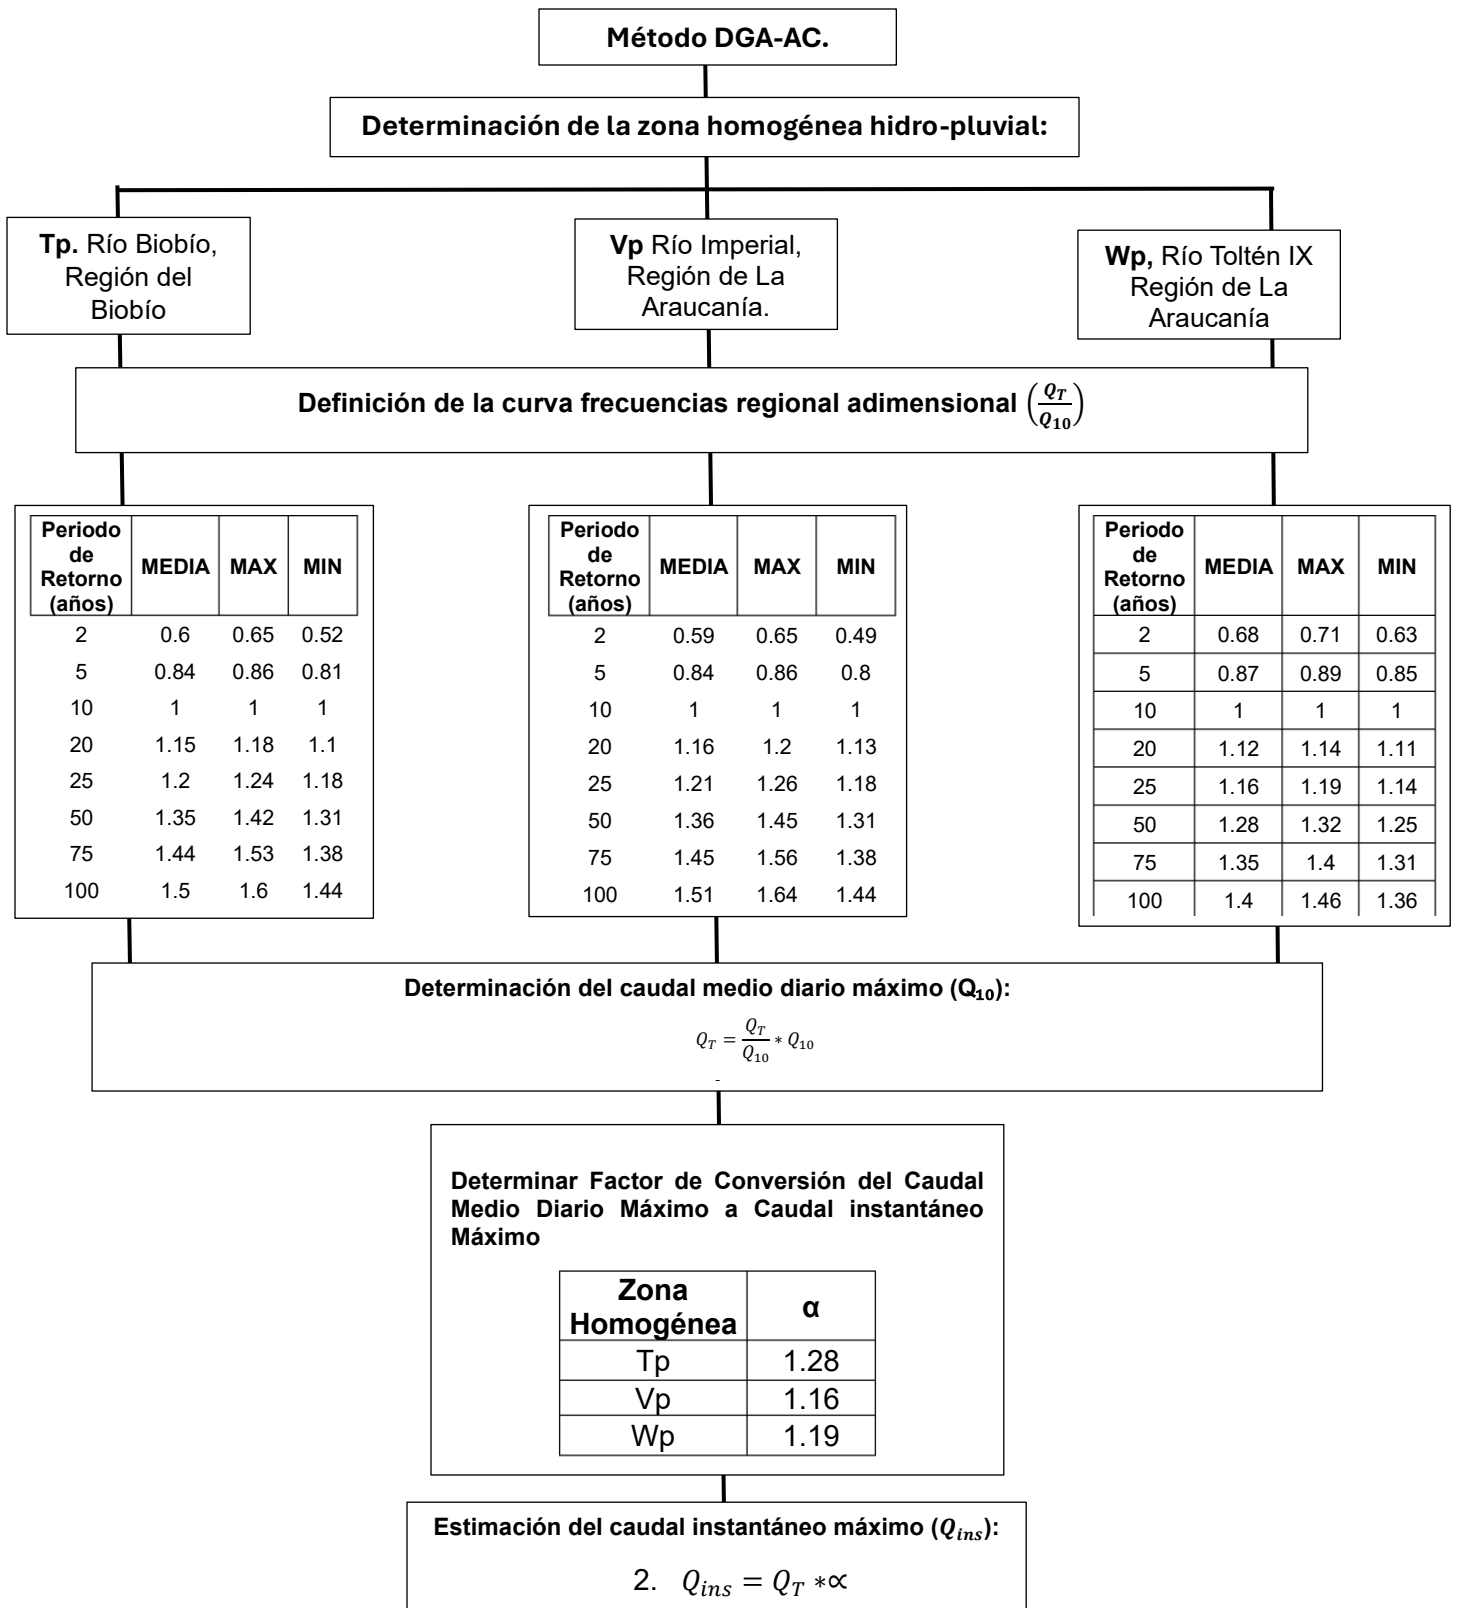 Método DGA-AC.
Determinación de la zona homogénea hidro-pluvial:
Tp. Río Biobío,
Región del
Biobío
Vp Río Imperial,
Región de La
Araucanía.
Wp, Río Toltén IX
Región de La
Araucanía
Definición de la curva frecuencias regional adimensional (Q_T/Q_10)
Periodo
de
Retorno
(años) MEDIA MAX MIN
2 0.6 0.65 0.52
5 0.84 0.86 0.81
10 1 1 1
20 1.15 1.18 1.1
25 1.2 1.24 1.18
50 1.35 1.42 1.31
75 1.44 1.53 1.38
100 1.5 1.6 1.44
Periodo
de
Retorno
(años) MEDIA MAX MIN
2 0.59 0.65 0.49
5 0.84 0.86 0.8
10 1 1 1
20 1.16 1.2 1.13
25 1.21 1.26 1.18
50 1.36 1.45 1.31
75 1.45 1.56 1.38
100 1.51 1.64 1.44
Periodo
de
Retorno
(años) MEDIA MAX MIN
2 0.68 0.71 0.63
5 0.87 0.89 0.85
10 1 1 1
20 1.12 1.14 1.11
25 1.16 1.19 1.14
50 1.28 1.32 1.25
75 1.35 1.4 1.31
100 1.4 1.46 1.36
Determinación del caudal medio diario máximo (Q₁₀):
Q_T = Q_T/Q_10 * Q_10
-
Determinar Factor de Conversión del Caudal
Medio Diario Máximo a Caudal instantáneo
Máximo
Zona
Homogénea α
Tp 1.28
Vp 1.16
Wp 1.19
Estimación del caudal instantáneo máximo (Q_ins):
2. Q_ins = Q_T *∝